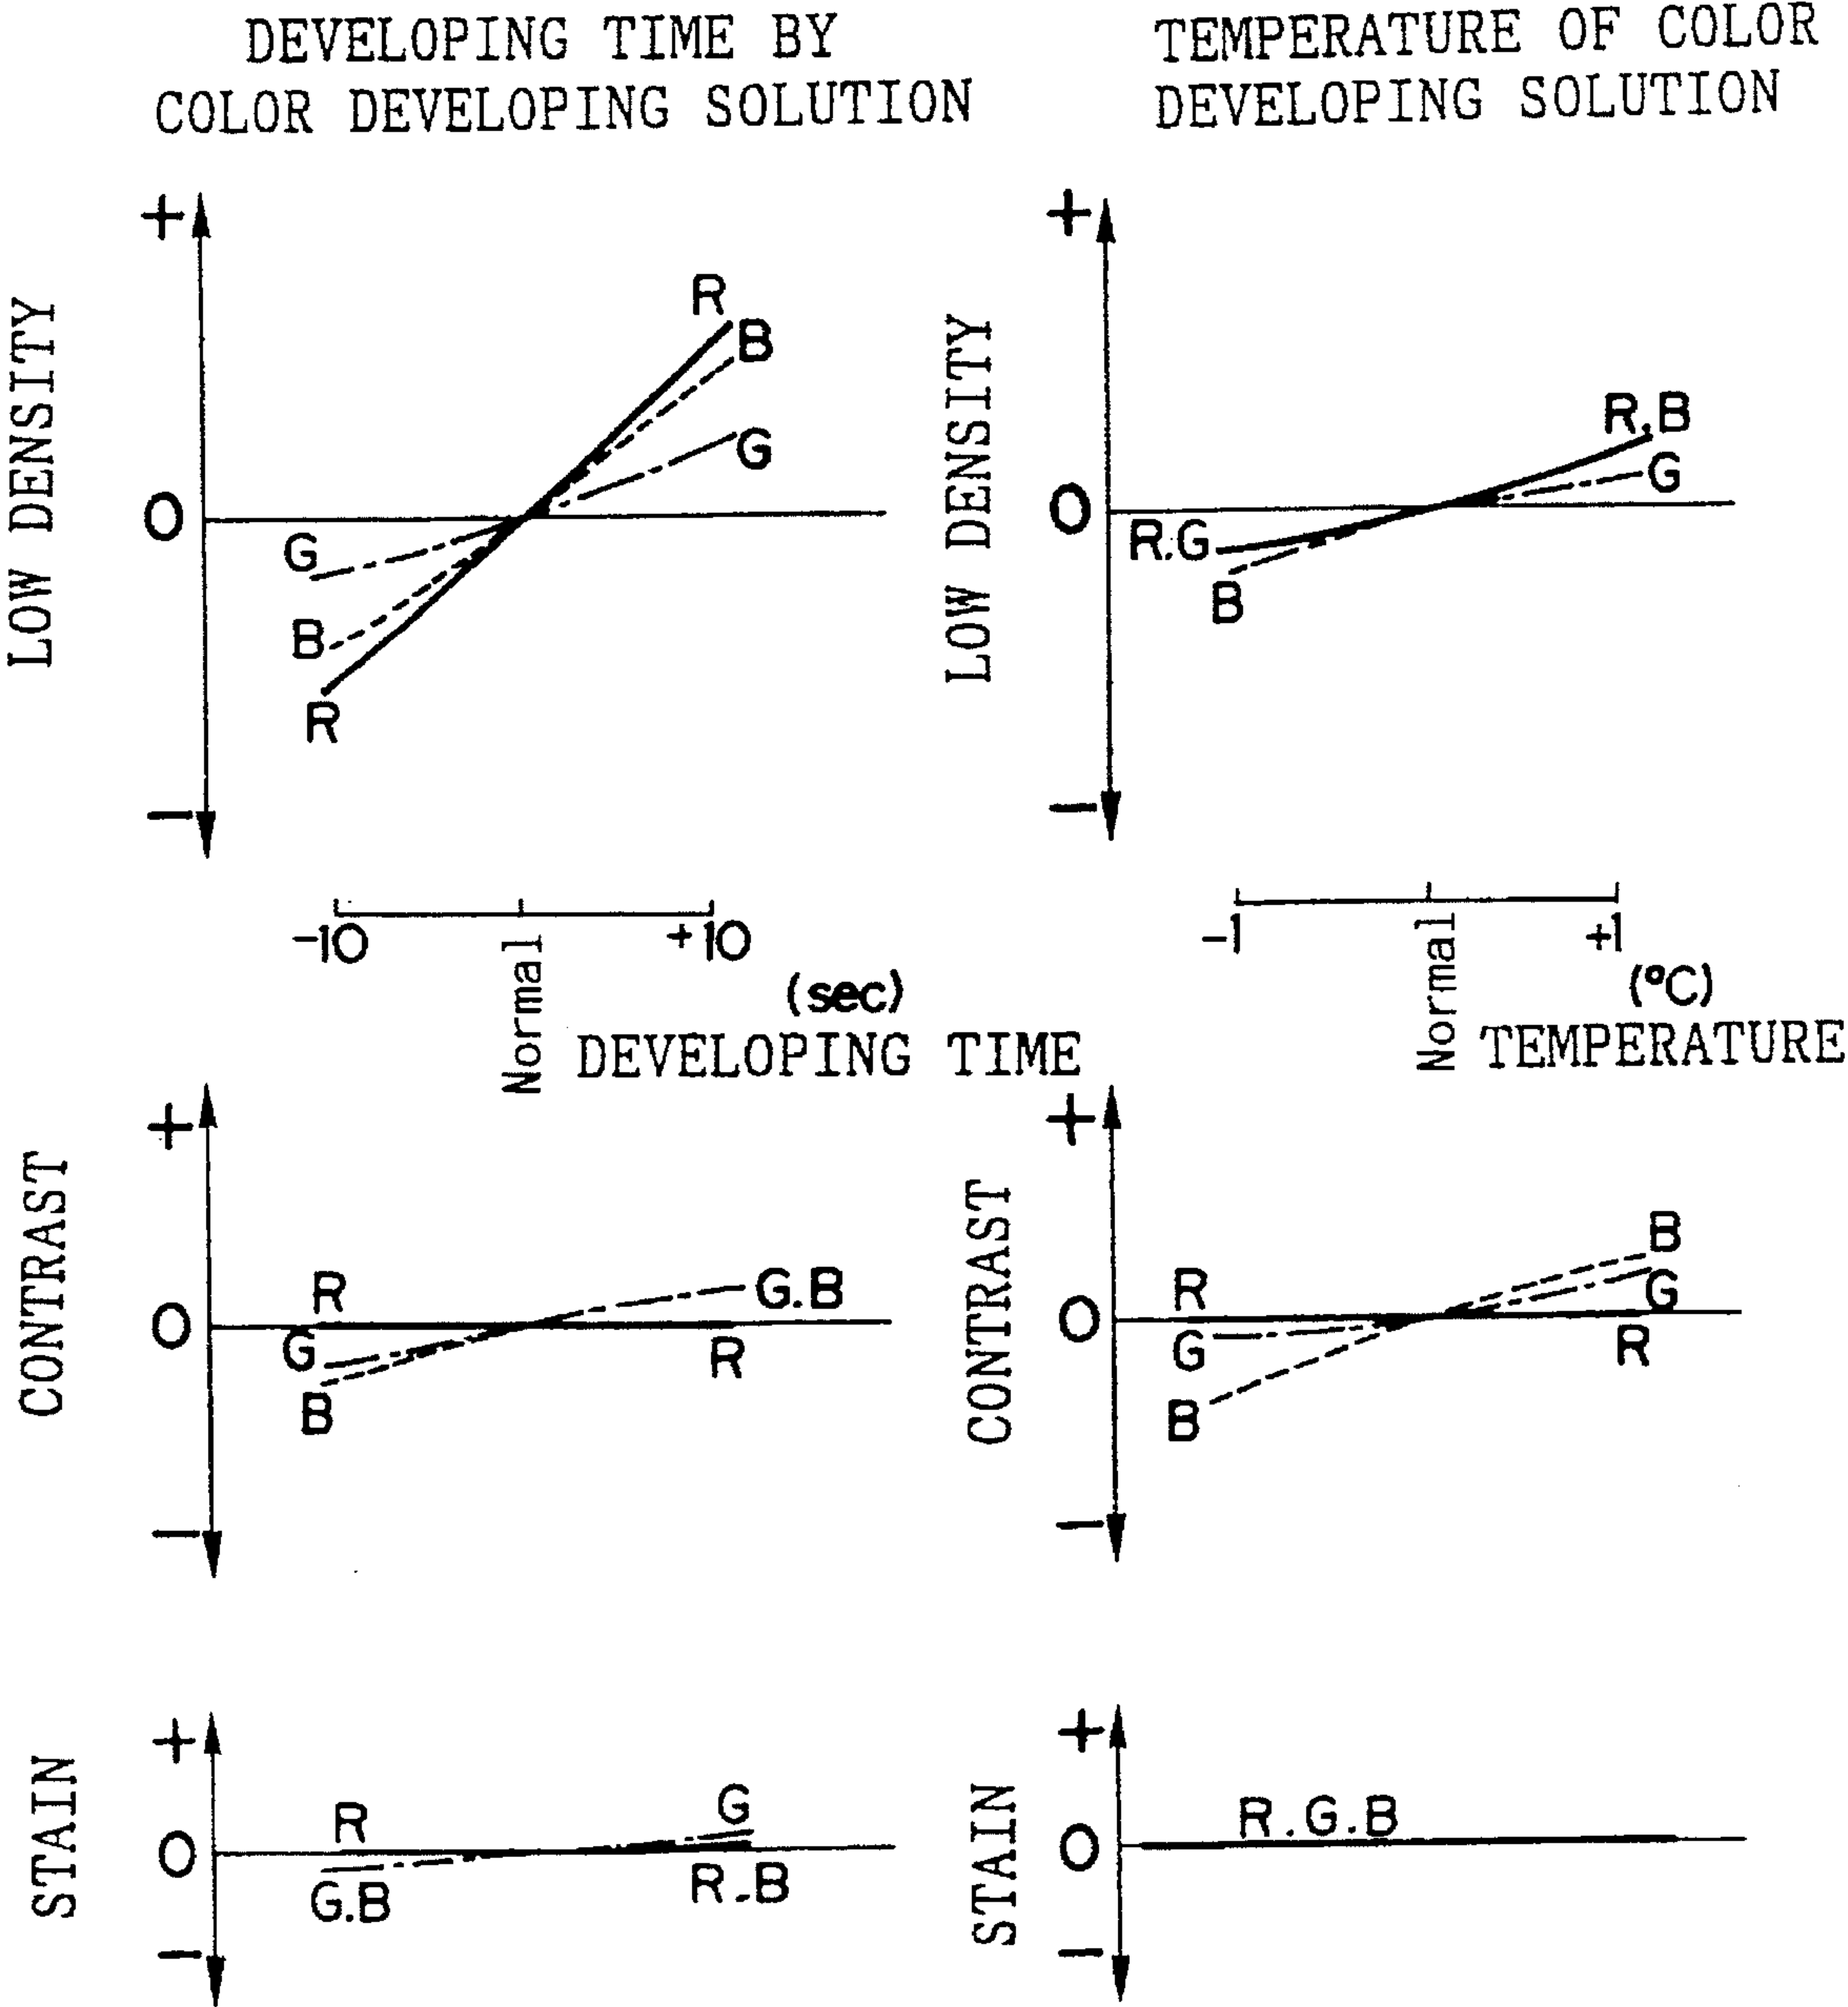 DEVELOPING TIME BY
COLOR DEVELOPING SOLUTION
TEMPERATURE OF COLOR
DEVELOPING SOLUTION
LOW DENSITY
+
R
B
G
O
G
B
R
−
-10
Normal
+10
(sec)
DEVELOPING TIME
LOW DENSITY
+
R.B
G
O
R.G
B
−
-1
Normal
+1
(°C)
TEMPERATURE
CONTRAST
+
R
G.B
O
G
R
B
−
CONTRAST
+
B
R
G
O
G
R
B
−
STAIN
+
G
R
O
G.B
R.B
−
STAIN
+
R.G.B
O
−